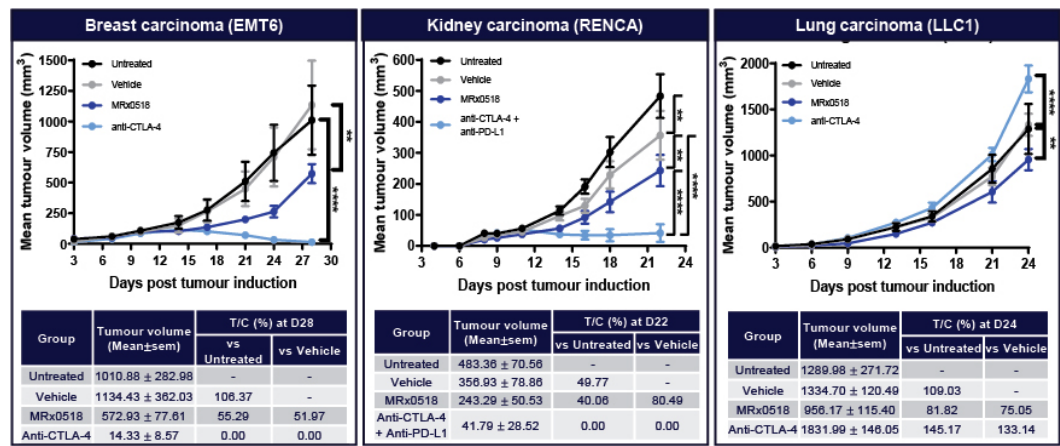 Breast carcinoma (EMT6)
Mean tumour volume (mm³)
1500
1250
1000
750
500
250
0
Untreated
Vehicle
MRx0518
anti-CTLA-4
**
****
3 6 9 12 15 18 21 24 27 30
Days post tumour induction
Group Tumour volume (Mean±sem) T/C (%) at D28
vs Untreated vs Vehicle
Untreated 1010.88 ± 282.98 - -
Vehicle 1134.43 ± 362.03 106.37 -
MRx0518 572.93 ± 77.61 55.29 51.97
Anti-CTLA-4 14.33 ± 8.57 0.00 0.00
Kidney carcinoma (RENCA)
Mean tumour volume (mm³)
600
500
400
300
200
100
0
Untreated
Vehicle
MRx0518
anti-CTLA-4 +
anti-PD-L1
**
**
****
****
3 6 9 12 15 18 21 24
Days post tumour induction
Group Tumour volume (Mean±sem) T/C (%) at D22
vs Untreated vs Vehicle
Untreated 483.36 ± 70.56 - -
Vehicle 356.93 ± 78.86 49.77 -
MRx0518 243.29 ± 50.53 40.06 80.49
Anti-CTLA-4
+ Anti-PD-L1 41.79 ± 28.52 0.00 0.00
Lung carcinoma (LLC1)
Mean tumour volume (mm³)
2000
1500
1000
500
0
Untreated
Vehicle
MRx0518
anti-CTLA-4
****
**
3 6 9 12 15 18 21 24
Days post tumour induction
Group Tumour volume (Mean±sem) T/C (%) at D24
vs Untreated vs Vehicle
Untreated 1289.98 ± 271.72 - -
Vehicle 1334.70 ± 120.49 109.03 -
MRx0518 956.17 ± 115.40 81.82 75.05
Anti-CTLA-4 1831.99 ± 146.05 145.17 133.14